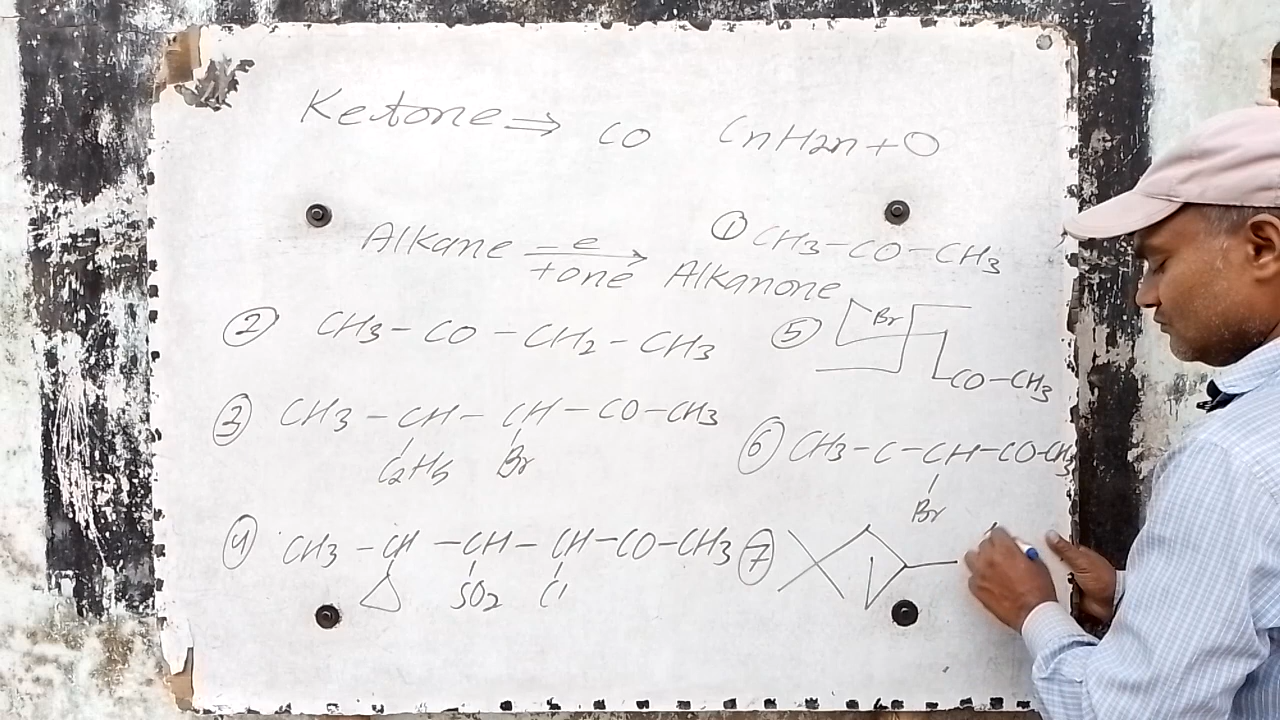 Ketone ⇒ CO CnH2n+O
Alkane -e +one → Alkanone
① CH3-CO-CH3
② CH3-CO-CH2-CH3
③ CH3-CH-CH-CO-CH3
C2H5 Br
④ CH3-CH-CH-CH-CO-CH3
SO2 Cl
⑤ Br
CO-CH3
⑥ CH3-C-CH-CO-CH3
Br
⑦